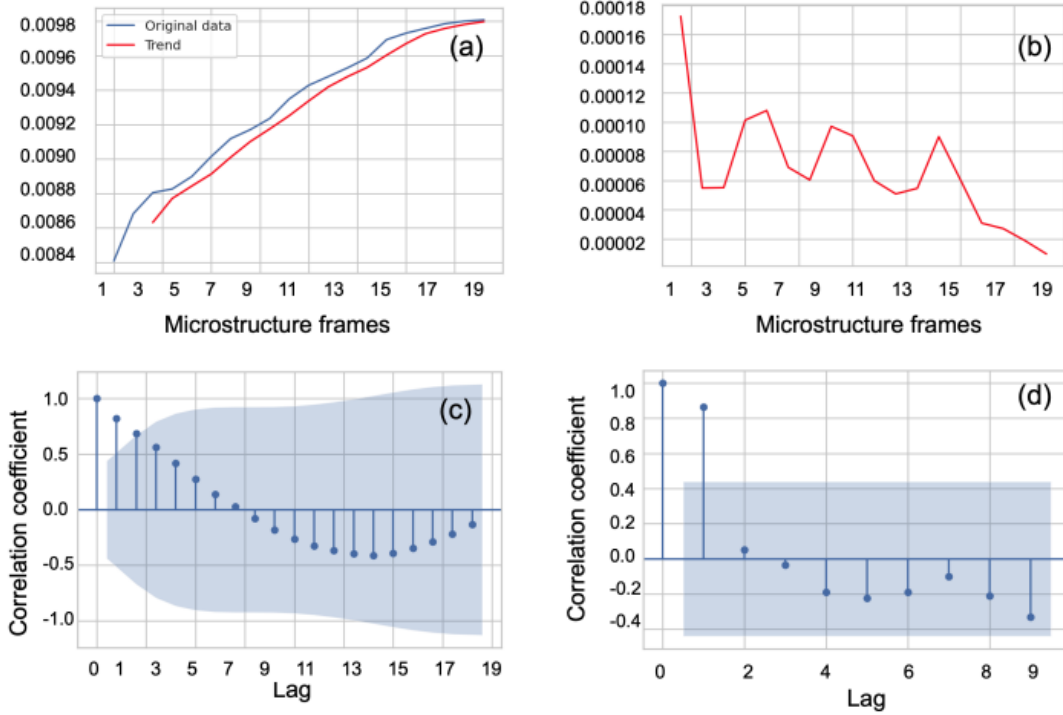 0.0098
0.0096
0.0094
0.0092
0.0090
0.0088
0.0086
0.0084
Original data
Trend
(a)
1 3 5 7 9 11 13 15 17 19
Microstructure frames
0.00018
0.00016
0.00014
0.00012
0.00010
0.00008
0.00006
0.00004
0.00002
(b)
1 3 5 7 9 11 13 15 17 19
Microstructure frames
Correlation coefficient
1.0
0.5
0.0
-0.5
-1.0
(c)
0 1 3 5 7 9 11 13 15 17 19
Lag
Correlation coefficient
1.0
0.8
0.6
0.4
0.2
0.0
-0.2
-0.4
(d)
0 2 4 6 8 9
Lag